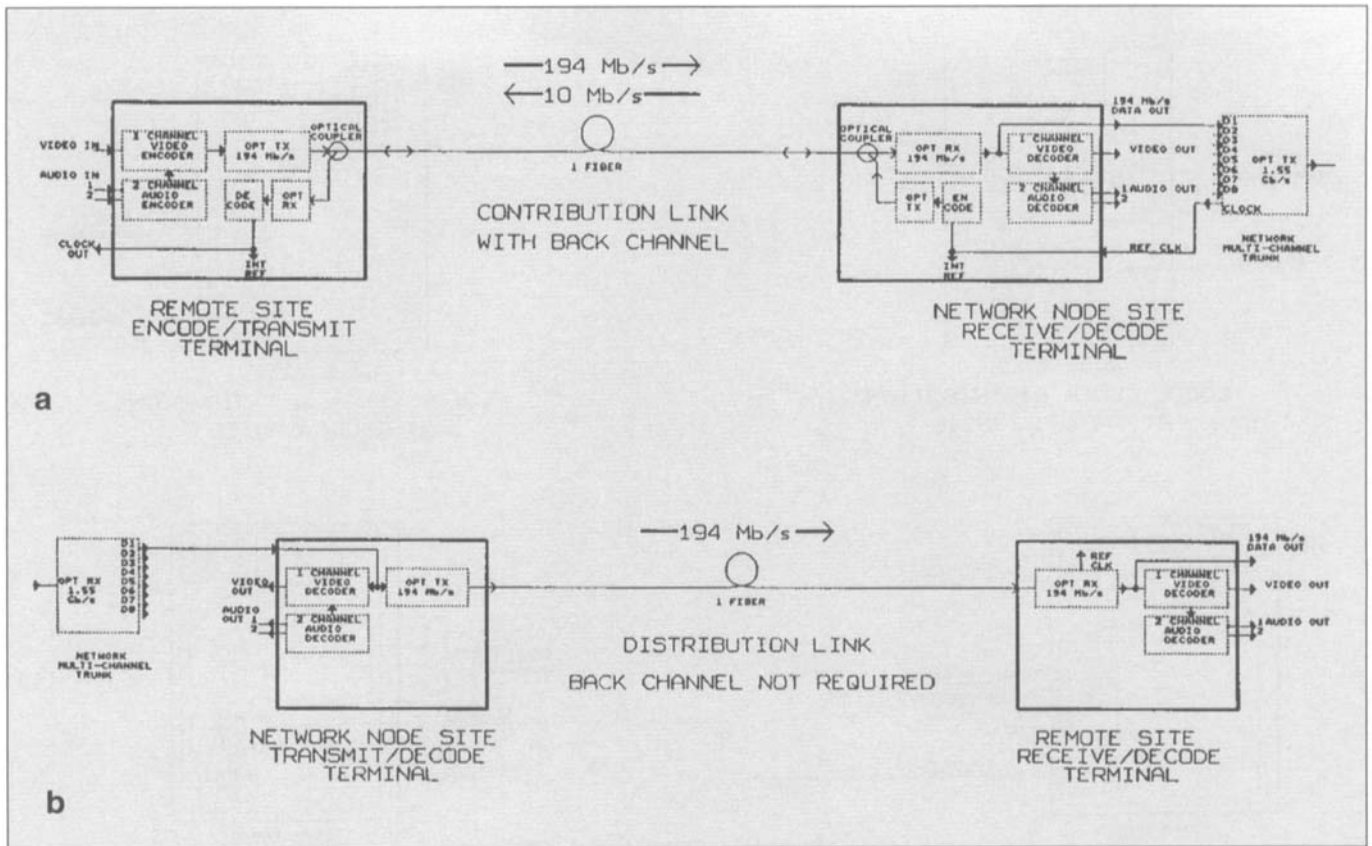 194 Mb/s
10 Mb/s
1 FIBER
CONTRIBUTION LINK
WITH BACK CHANNEL
VIDEO IN
AUDIO IN
1
2
CLOCK
OUT
1 CHANNEL
VIDEO
ENCODER
2 CHANNEL
AUDIO
ENCODER
OPT TX
194 Mb/s
OPTICAL
COUPLER
DE
CODE
OPT
RX
INT
REF
REMOTE SITE
ENCODE/TRANSMIT
TERMINAL
OPTICAL
COUPLER
OPT RX
194 Mb/s
OPT
TX
EN
CODE
INT
REF
1 CHANNEL
VIDEO
DECODER
2 CHANNEL
AUDIO
DECODER
194 Mb/s
DATA OUT
VIDEO OUT
1 AUDIO OUT
2
REF CLK
D1
D2
D3
D4
D5
D6
D7
D8
CLOCK
OPT TX
1.55
Gb/s
NETWORK
MULTI-CHANNEL
TRUNK
NETWORK NODE SITE
RECEIVE/DECODE
TERMINAL
a
194 Mb/s
1 FIBER
DISTRIBUTION LINK
BACK CHANNEL NOT REQUIRED
OPT RX
1.55
Gb/s
D1
D2
D3
D4
D5
D6
D7
D8
NETWORK
MULTI-CHANNEL
TRUNK
VIDEO
OUT
AUDIO
OUT 1
2
1 CHANNEL
VIDEO
DECODER
2 CHANNEL
AUDIO
DECODER
OPT TX
194 Mb/s
NETWORK NODE SITE
TRANSMIT/DECODE
TERMINAL
REF
CLK
OPT RX
194 Mb/s
1 CHANNEL
VIDEO
DECODER
2 CHANNEL
AUDIO
DECODER
194 Mb/s
DATA OUT
VIDEO OUT
1 AUDIO OUT
2
REMOTE SITE
RECEIVE/DECODE
TERMINAL
b